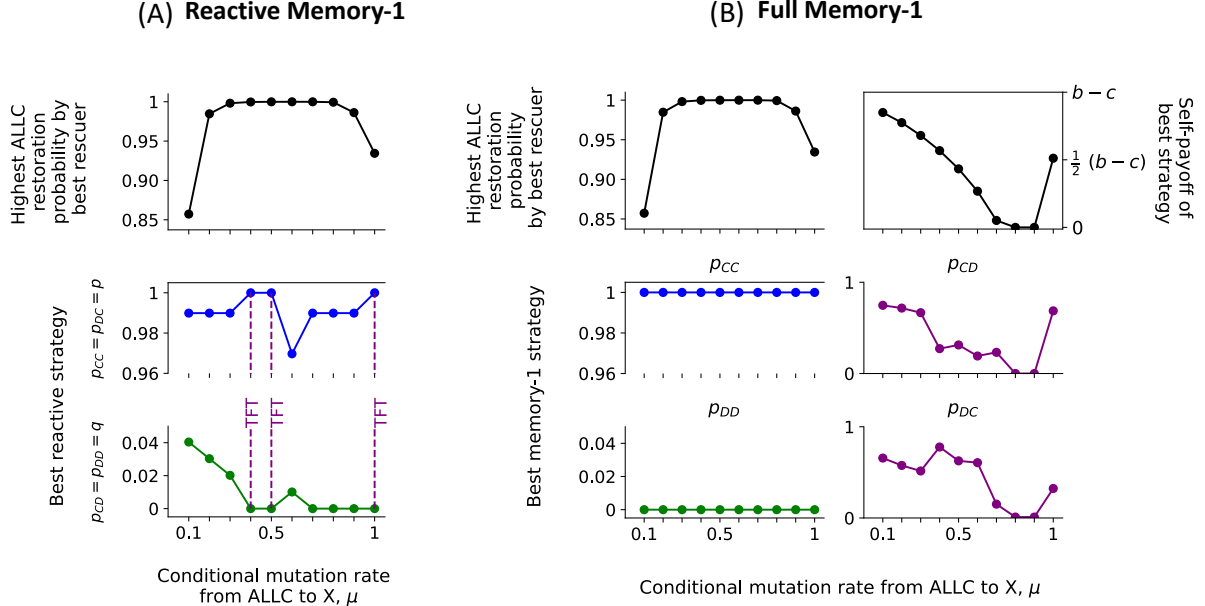 (A) Reactive Memory-1
Highest ALLC
restoration
probability by
best rescuer
1
0.95
0.90
0.85
Best reactive strategy
p_CC = p_DC = p
1
0.98
0.96
p_CD = p_DD = q
0.04
0.02
0
TFT
TFT
TFT
0.1
0.5
1
Conditional mutation rate
from ALLC to X, μ
(B) Full Memory-1
Highest ALLC
restoration
probability
by best rescuer
1
0.95
0.90
0.85
b − c
½ (b − c)
0
Self-payoff of
best strategy
Best memory-1 strategy
p_CC
1
0.98
0.96
p_CD
1
0
p_DD
0.04
0.02
0
p_DC
1
0
0.1
0.5
1
0.1
0.5
1
Conditional mutation rate from ALLC to X, μ